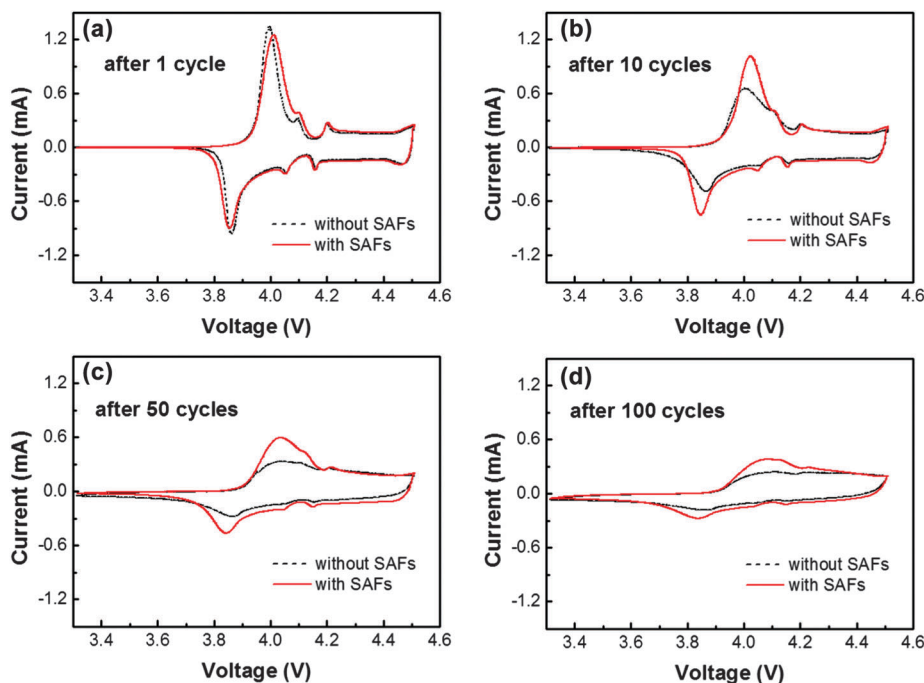 (a)
after 1 cycle
1.2
0.6
0.0
-0.6
-1.2
Current (mA)
without SAFs
with SAFs
3.4 3.6 3.8 4.0 4.2 4.4 4.6
Voltage (V)
(b)
after 10 cycles
1.2
0.6
0.0
-0.6
-1.2
Current (mA)
without SAFs
with SAFs
3.4 3.6 3.8 4.0 4.2 4.4 4.6
Voltage (V)
(c)
after 50 cycles
1.2
0.6
0.0
-0.6
-1.2
Current (mA)
without SAFs
with SAFs
3.4 3.6 3.8 4.0 4.2 4.4 4.6
Voltage (V)
(d)
after 100 cycles
1.2
0.6
0.0
-0.6
-1.2
Current (mA)
without SAFs
with SAFs
3.4 3.6 3.8 4.0 4.2 4.4 4.6
Voltage (V)